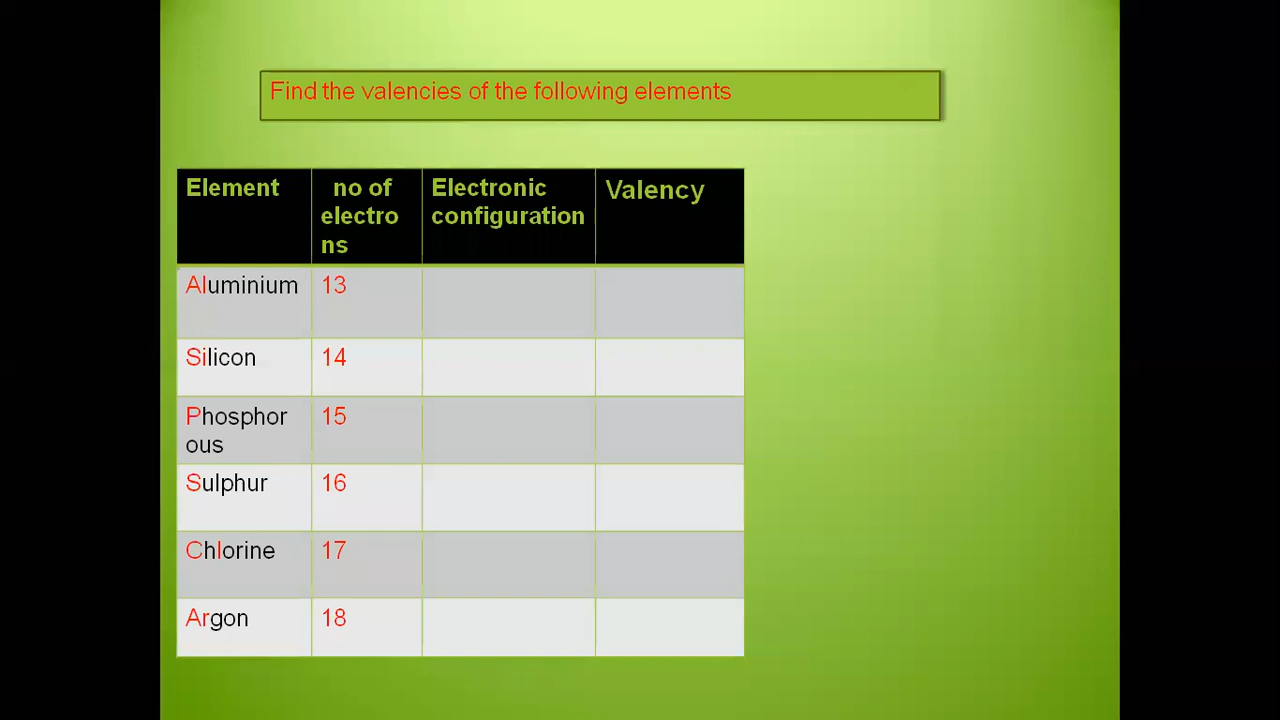 Find the valencies of the following elements
Element
no of
electro
ns
Electronic
configuration
Valency
Aluminium
13
Silicon
14
Phosphor
ous
15
Sulphur
16
Chlorine
17
Argon
18